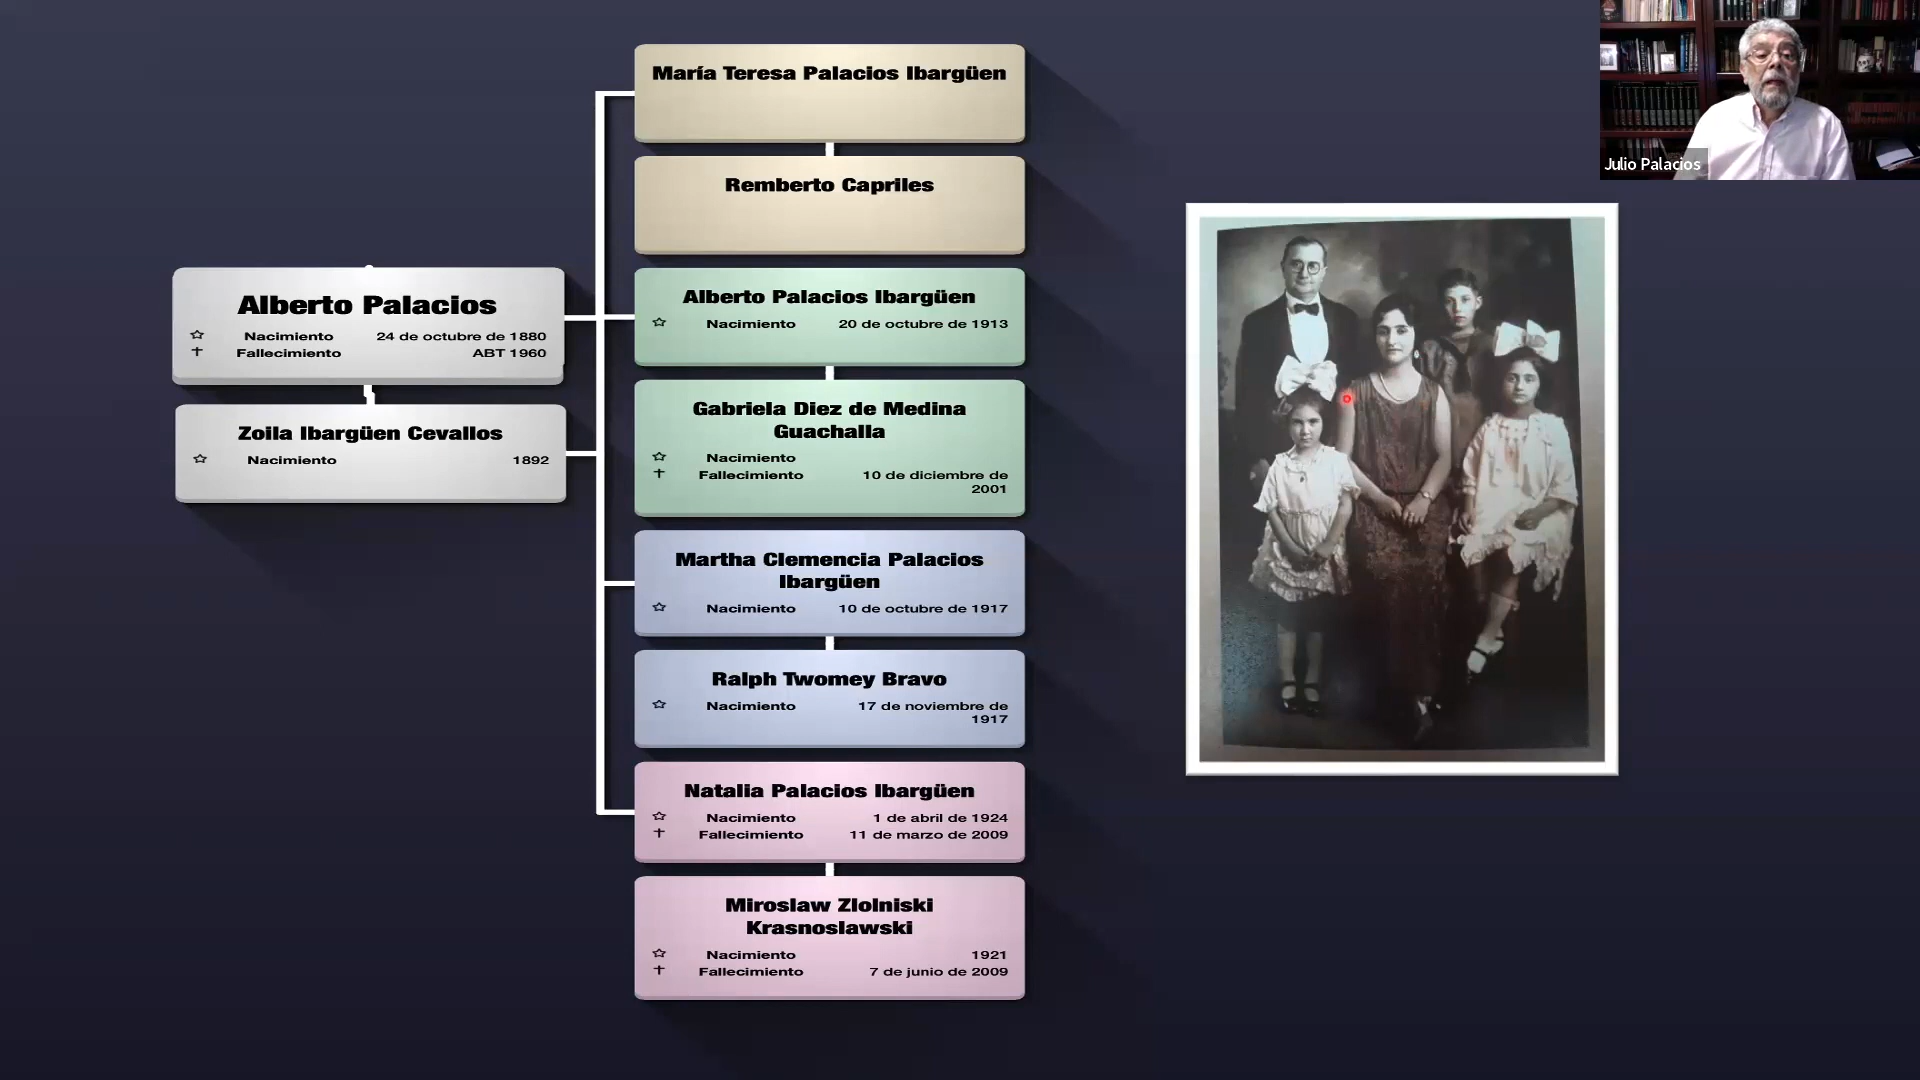 María Teresa Palacios Ibargüen
Remberto Capriles
Alberto Palacios
Nacimiento 24 de octubre de 1880
Fallecimiento ABT 1960
Zoila Ibargüen Cevallos
Nacimiento 1892
Alberto Palacios Ibargüen
Nacimiento 20 de octubre de 1913
Gabriela Diez de Medina
Guachalla
Nacimiento
Fallecimiento 10 de diciembre de
2001
Martha Clemencia Palacios
Ibargüen
Nacimiento 10 de octubre de 1917
Ralph Twomey Bravo
Nacimiento 17 de noviembre de
1917
Natalia Palacios Ibargüen
Nacimiento 1 de abril de 1924
Fallecimiento 11 de marzo de 2009
Miroslaw Zlolniski
Krasnoslawski
Nacimiento 1921
Fallecimiento 7 de junio de 2009
Julio Palacios